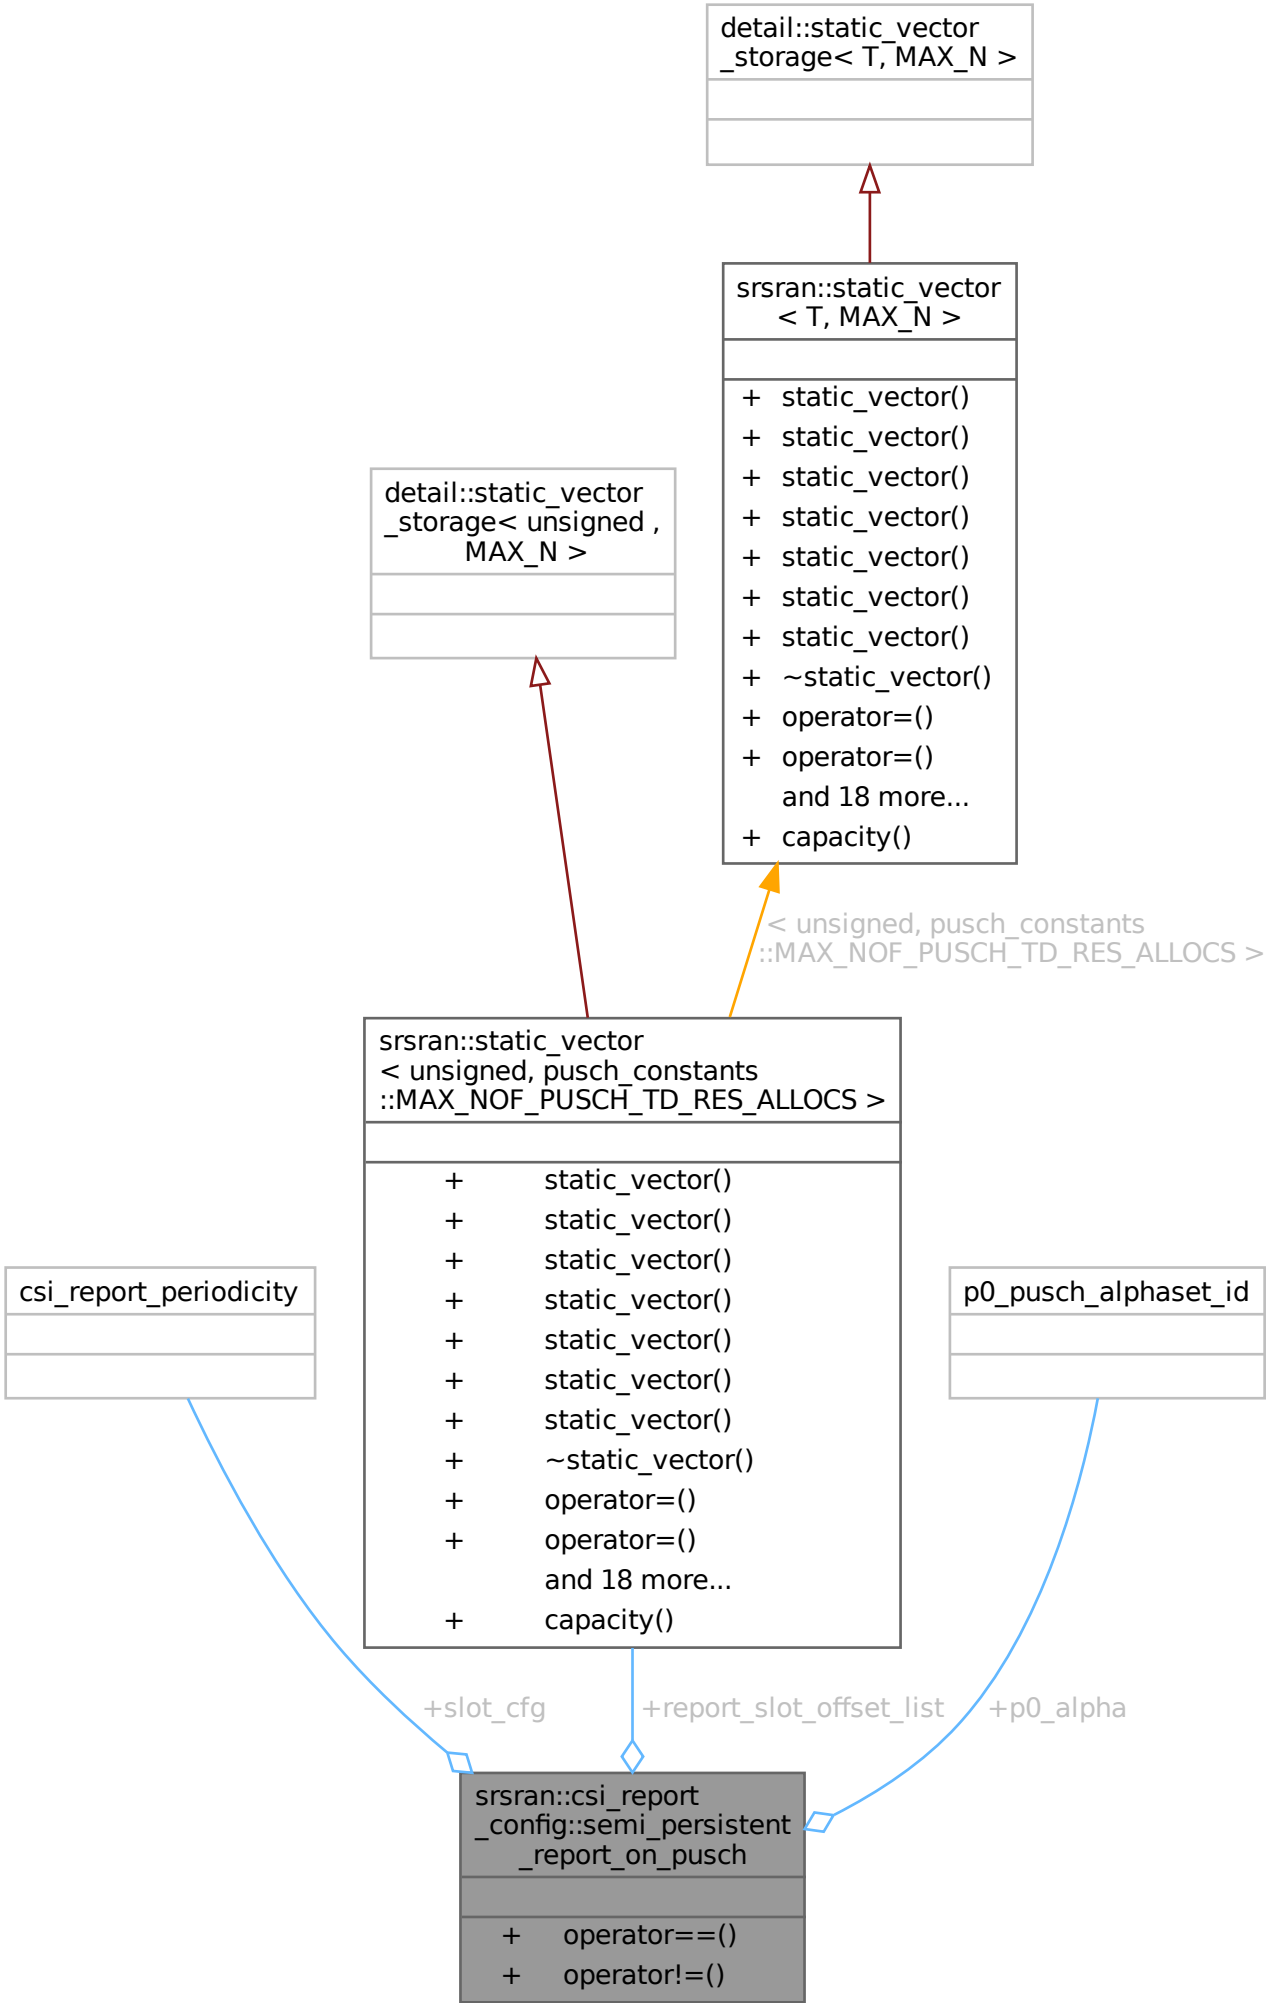 detail::static_vector
_storage< T, MAX_N >
srsran::static_vector
< T, MAX_N >
+ static_vector()
+ static_vector()
+ static_vector()
+ static_vector()
+ static_vector()
+ static_vector()
+ static_vector()
+ ~static_vector()
+ operator=()
+ operator=()
and 18 more...
+ capacity()
detail::static_vector
_storage< unsigned ,
MAX_N >
< unsigned, pusch_constants
::MAX_NOF_PUSCH_TD_RES_ALLOCS >
srsran::static_vector
< unsigned, pusch_constants
::MAX_NOF_PUSCH_TD_RES_ALLOCS >
+ static_vector()
+ static_vector()
+ static_vector()
+ static_vector()
+ static_vector()
+ static_vector()
+ static_vector()
+ ~static_vector()
+ operator=()
+ operator=()
and 18 more...
+ capacity()
csi_report_periodicity
p0_pusch_alphaset_id
+slot_cfg
+report_slot_offset_list
+p0_alpha
srsran::csi_report
_config::semi_persistent
_report_on_pusch
+ operator==()
+ operator!=()